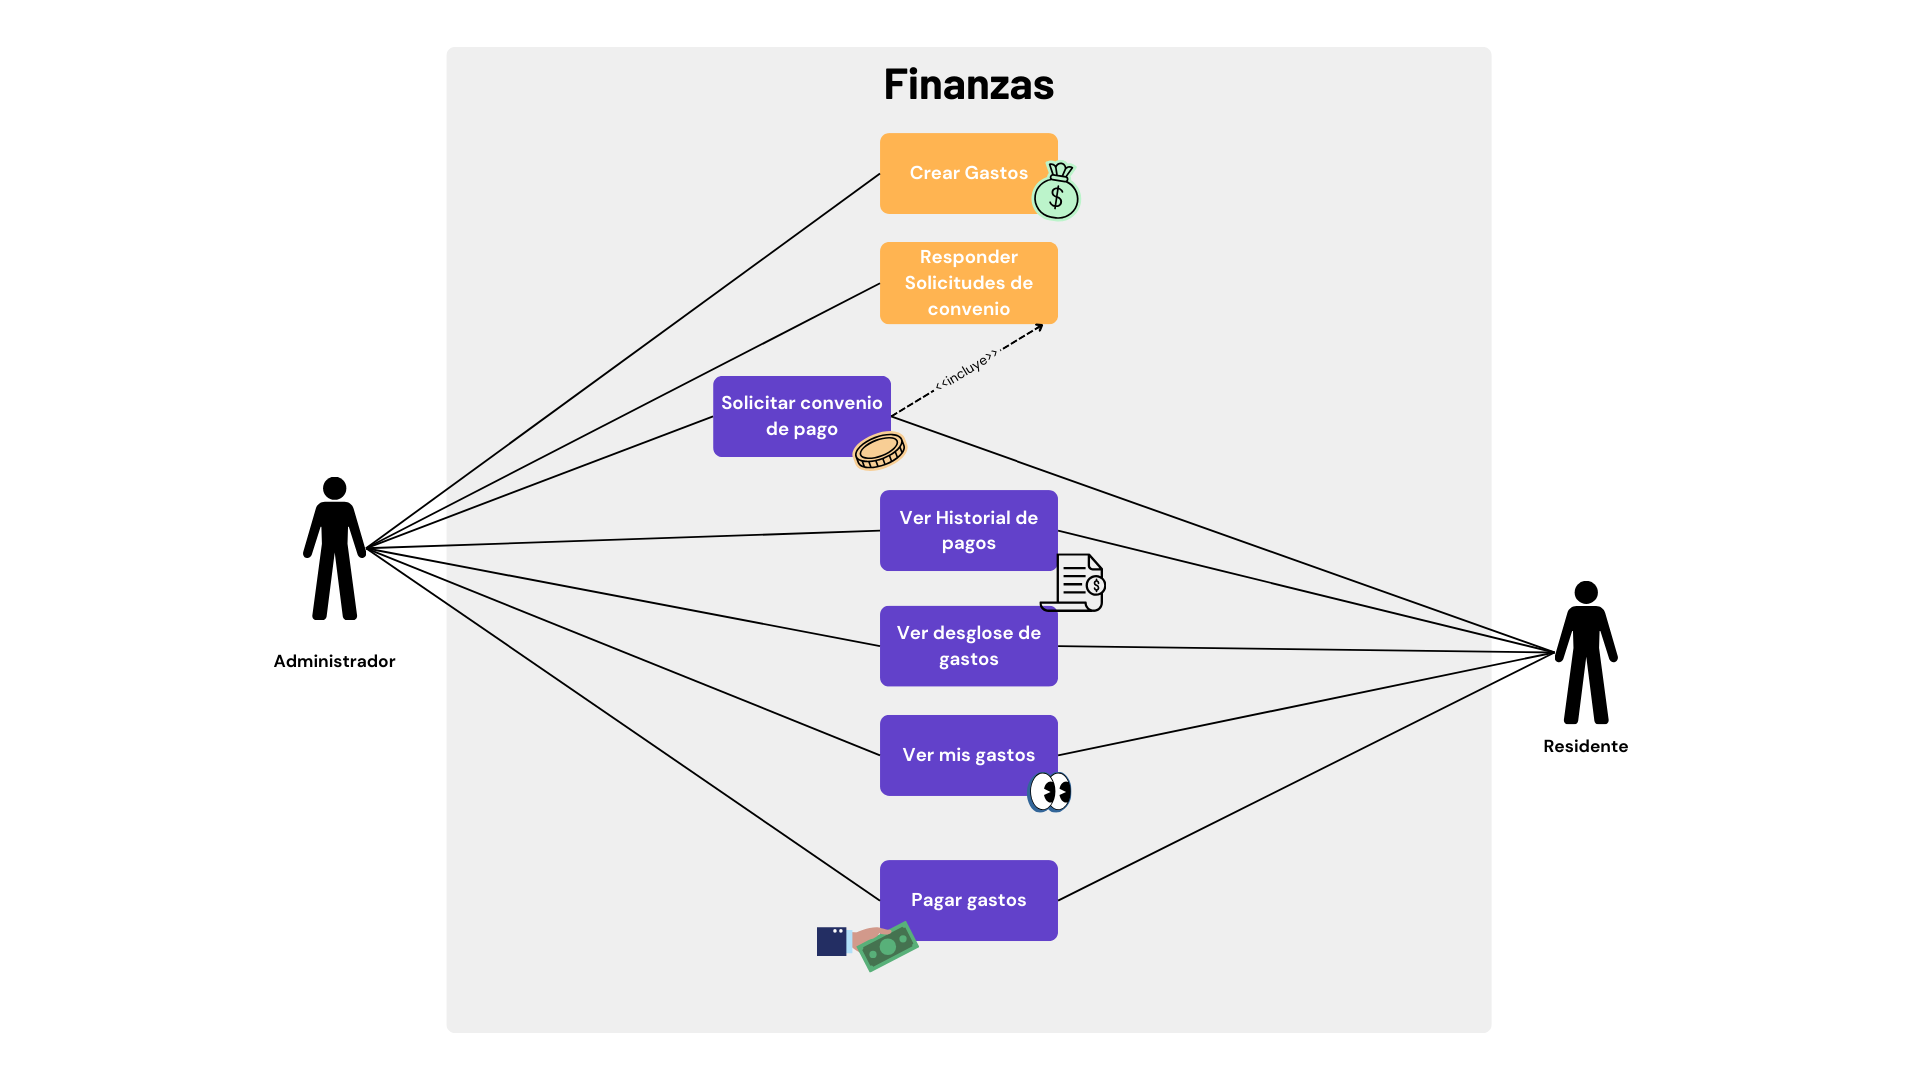 Finanzas
Crear Gastos
$
Responder
Solicitudes de
convenio
<<incluye>>
Solicitar convenio
de pago
Ver Historial de
pagos
$
Ver desglose de
gastos
Administrador
Ver mis gastos
Residente
Pagar gastos